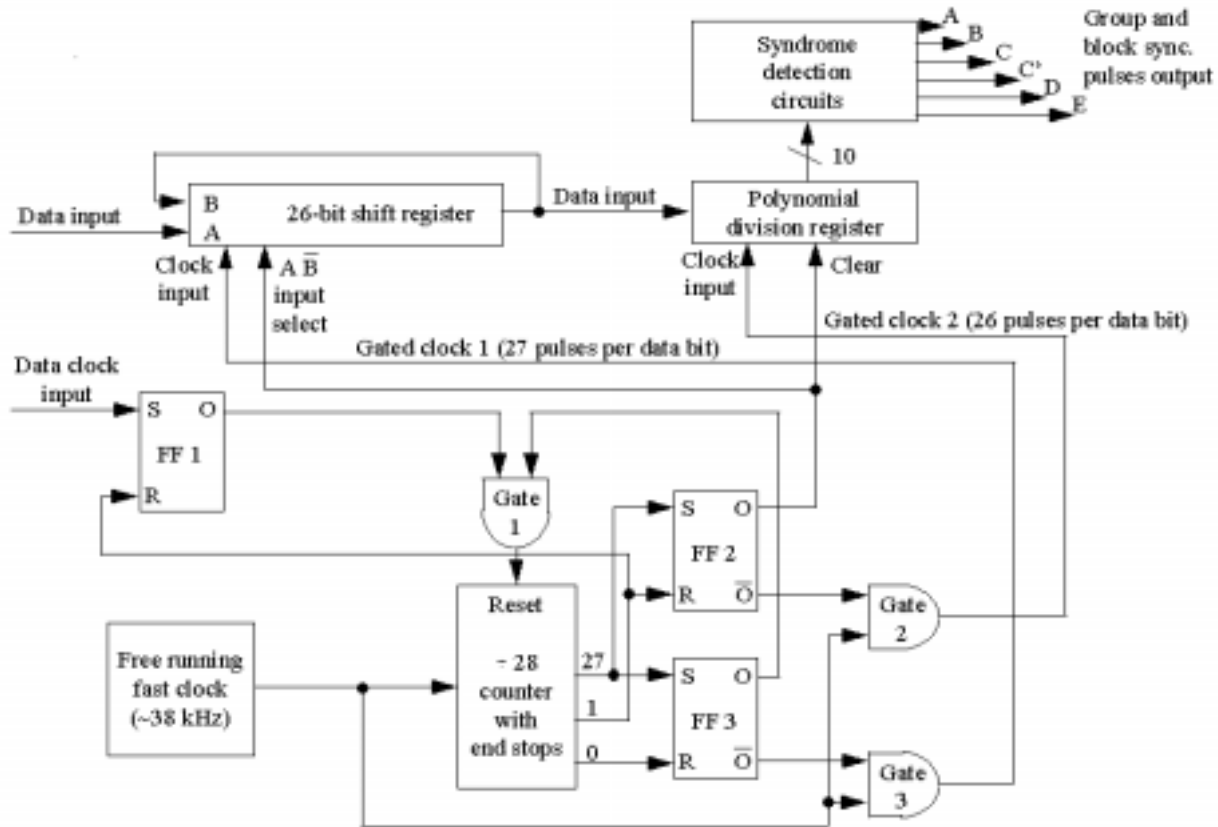 A
B
C
C'
D
E
Group and
block sync.
pulses output
Syndrome
detection
circuits
10
B
A
26-bit shift register
Data input
Data input
Polynomial
division register
Clock
input
A B̅
input
select
Clock
input
Clear
Gated clock 2 (26 pulses per data bit)
Gated clock 1 (27 pulses per data bit)
Data clock
input
S O
FF 1
R
Gate
1
S O
FF 2
R O̅
Gate
2
Free running
fast clock
(~38 kHz)
Reset
÷ 28
counter
with
end stops
27
1
0
S O
FF 3
R O̅
Gate
3